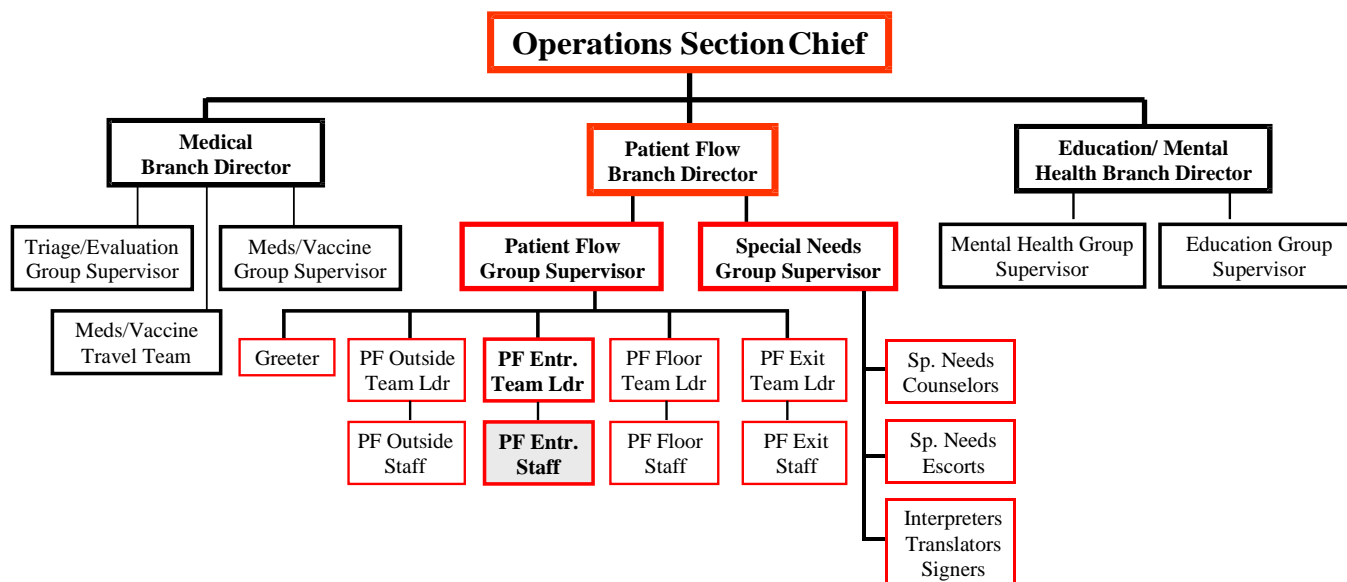 Operations Section Chief
Medical
Branch Director
Patient Flow
Branch Director
Education/ Mental
Health Branch Director
Triage/Evaluation
Group Supervisor
Meds/Vaccine
Group Supervisor
Meds/Vaccine
Travel Team
Patient Flow
Group Supervisor
Special Needs
Group Supervisor
Mental Health Group
Supervisor
Education Group
Supervisor
Greeter
PF Outside
Team Ldr
PF Entr.
Team Ldr
PF Floor
Team Ldr
PF Exit
Team Ldr
PF Outside
Staff
PF Entr.
Staff
PF Floor
Staff
PF Exit
Staff
Sp. Needs
Counselors
Sp. Needs
Escorts
Interpreters
Translators
Signers